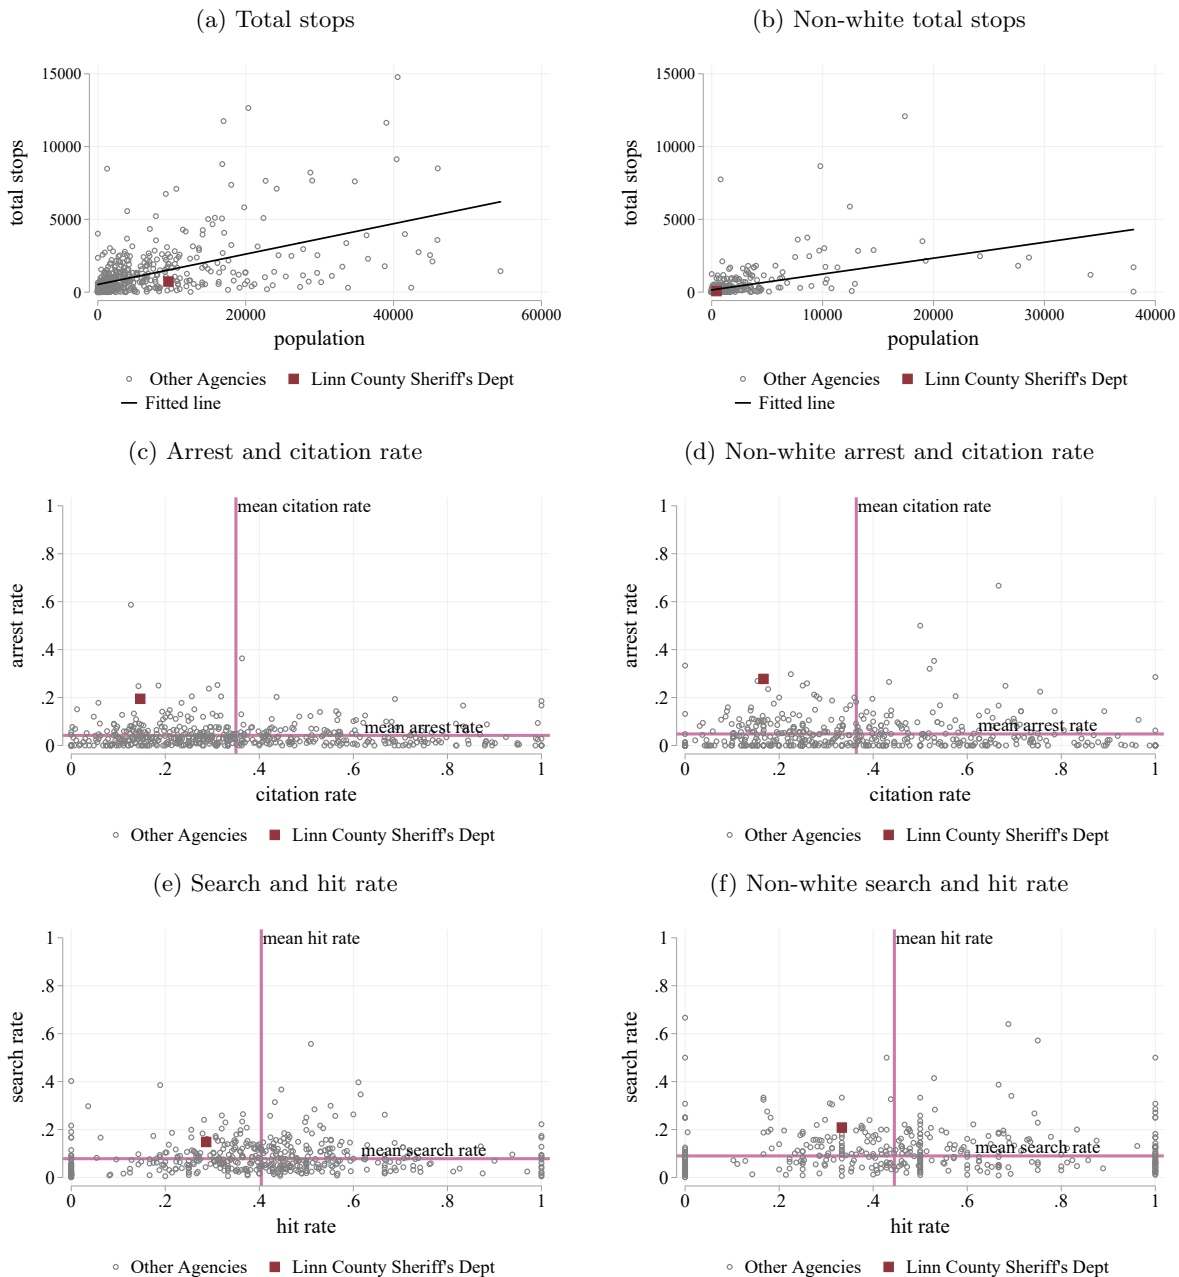 (a) Total stops
(b) Non-white total stops
15000
10000
5000
0
total stops
0 20000 40000 60000
population
Other Agencies Linn County Sheriff's Dept
Fitted line
15000
10000
5000
0
total stops
0 10000 20000 30000 40000
population
Other Agencies Linn County Sheriff's Dept
Fitted line
(c) Arrest and citation rate
(d) Non-white arrest and citation rate
1
.8
.6
.4
.2
0
arrest rate
mean citation rate
mean arrest rate
0 .2 .4 .6 .8 1
citation rate
Other Agencies Linn County Sheriff's Dept
1
.8
.6
.4
.2
0
arrest rate
mean citation rate
mean arrest rate
0 .2 .4 .6 .8 1
citation rate
Other Agencies Linn County Sheriff's Dept
(e) Search and hit rate
(f) Non-white search and hit rate
1
.8
.6
.4
.2
0
search rate
mean hit rate
mean search rate
0 .2 .4 .6 .8 1
hit rate
Other Agencies Linn County Sheriff's Dept
1
.8
.6
.4
.2
0
search rate
mean hit rate
mean search rate
0 .2 .4 .6 .8 1
hit rate
Other Agencies Linn County Sheriff's Dept